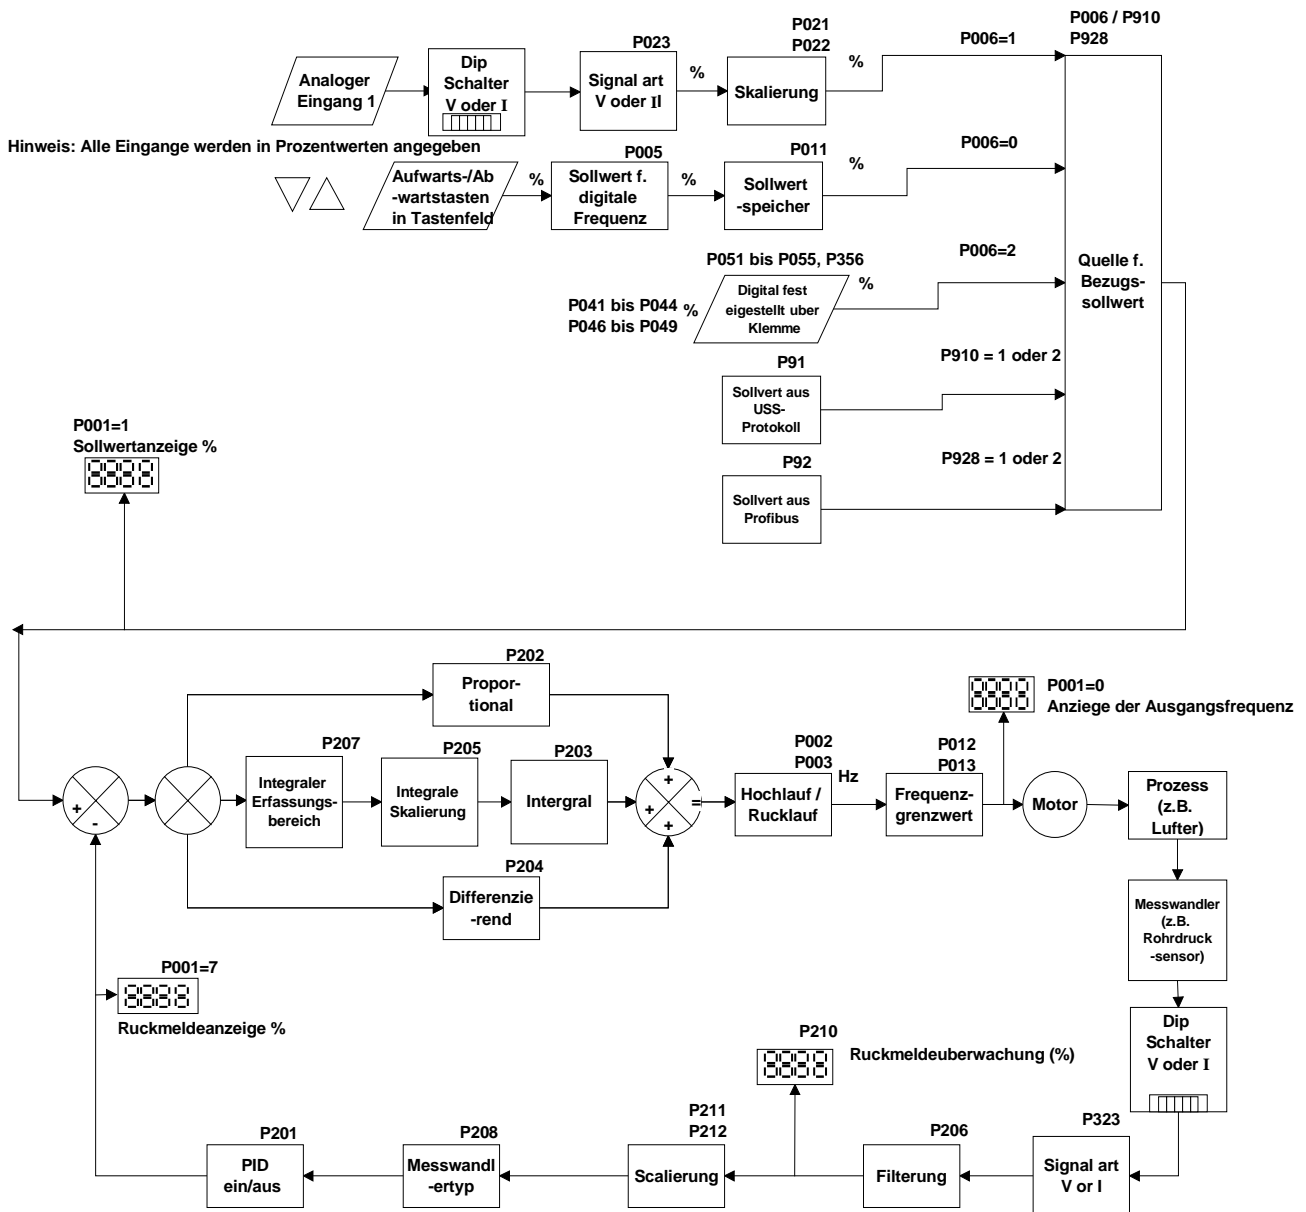 P006 / P910
P928
P021
P022
P023
P006=1
%
%
Dip
Schalter
V oder I
Analoger
Eingang 1
Signal art
V oder Il
Skalierung
Hinweis: Alle Eingange werden in Prozentwerten angegeben
P005
P011
P006=0
%
%
%
Aufwarts-/Ab
-wartstasten
in Tastenfeld
Sollwert f.
digitale
Frequenz
Sollwert
-speicher
P051 bis P055, P356
P006=2
%
Quelle f.
Bezugs-
sollwert
P041 bis P044
P046 bis P049
%
Digital fest
eigestellt uber
Klemme
P910 = 1 oder 2
P91
Sollvert aus
USS-
Protokoll
P001=1
Sollwertanzeige %
8888
P928 = 1 oder 2
P92
Sollvert aus
Profibus
P202
Propor-
tional
8888
P001=0
Anziege der Ausgangsfrequenz
P207
P205
P203
P002
P003
Hz
P012
P013
+
-
Integraler
Erfassungs-
bereich
Integrale
Skalierung
Intergral
+
+
+
=
Hochlauf /
Rucklauf
Frequenz-
grenzwert
Motor
Prozess
(z.B.
Lufter)
P204
Differenzie
-rend
Messwandler
(z.B.
Rohrdruck
-sensor)
P001=7
8888
Ruckmeldeanzeige %
P210
8888
Ruckmeldeuberwachung (%)
Dip
Schalter
V oder I
P201
P208
P211
P212
P206
P323
PID
ein/aus
Messwandl
-ertyp
Scalierung
Filterung
Signal art
V or I